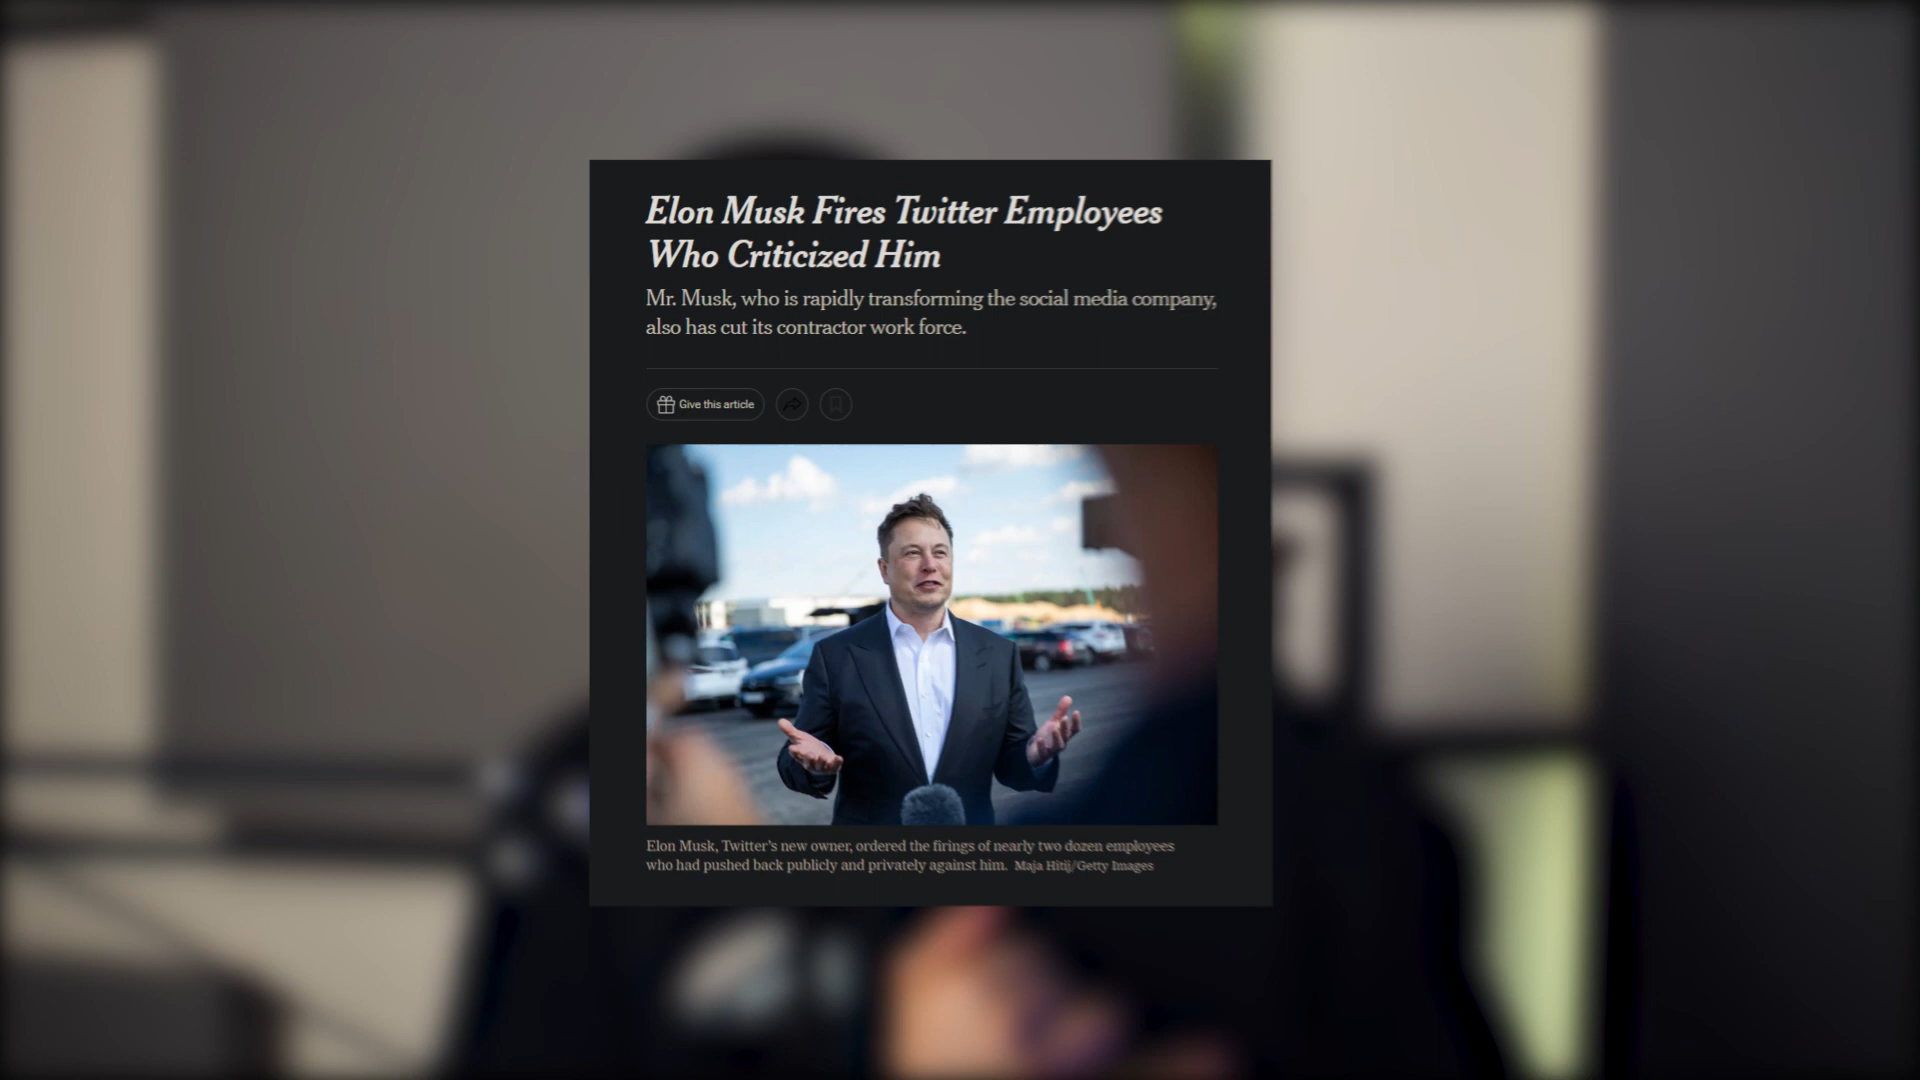 Elon Musk Fires Twitter Employees
Who Criticized Him
Mr. Musk, who is rapidly transforming the social media company,
also has cut its contractor work force.
Give this article
Elon Musk, Twitter's new owner, ordered the firings of nearly two dozen employees
who had pushed back publicly and privately against him. Maja Hitij/Getty Images